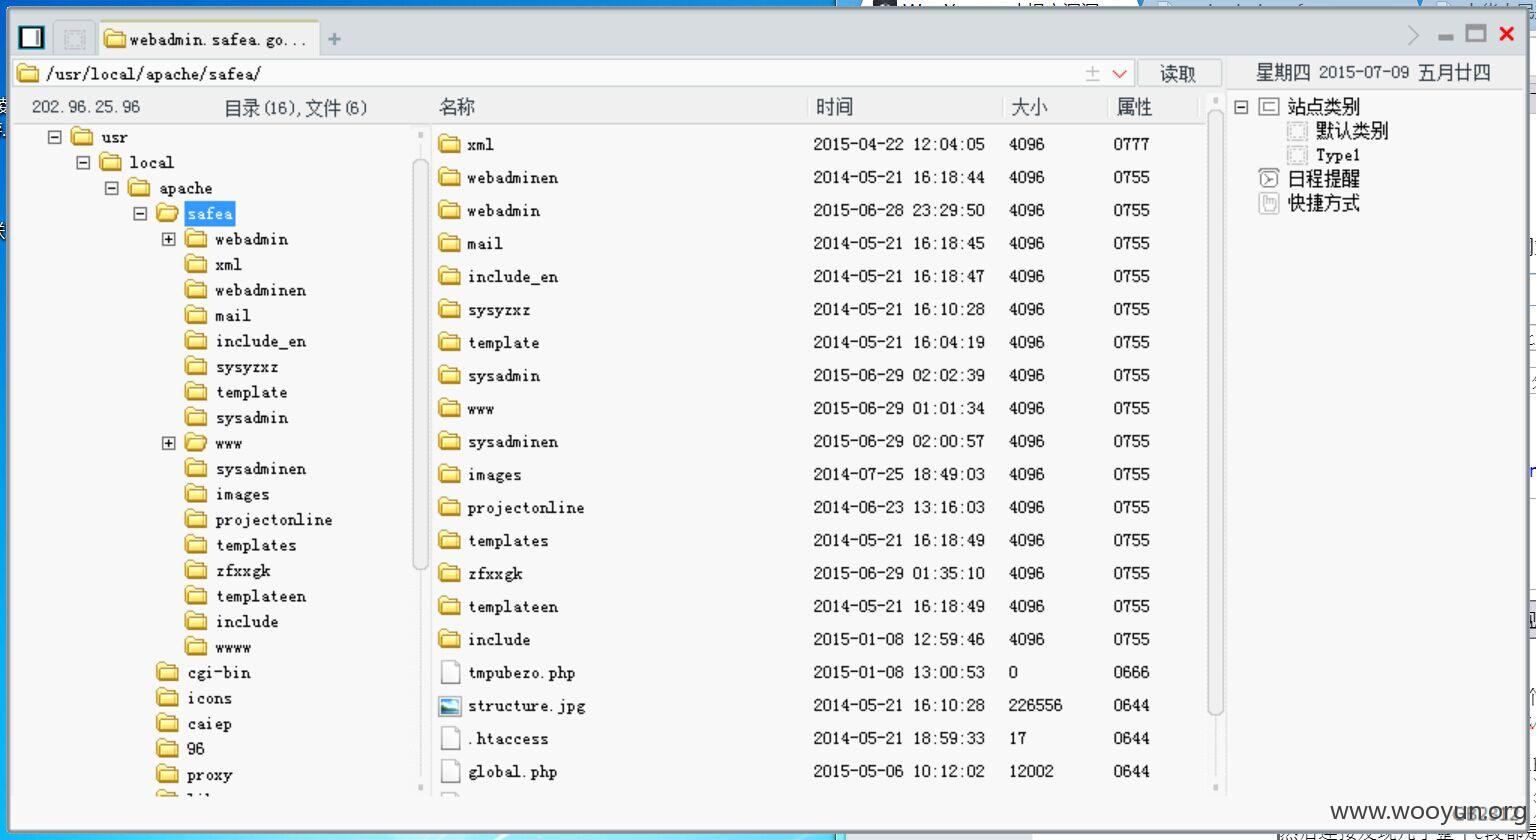 webadmin.safea.go...
/usr/local/apache/safea/
读取
星期四 2015-07-09 五月廿四
202.96.25.96
目录(16),文件(6)
usr
local
apache
safea
webadmin
xml
webadminen
mail
include_en
sysyzxz
template
sysadmin
www
sysadminen
images
projectonline
templates
zfxxgk
templateen
include
wwww
cgi-bin
icons
caiep
96
proxy
名称 时间 大小 属性
xml 2015-04-22 12:04:05 4096 0777
webadminen 2014-05-21 16:18:44 4096 0755
webadmin 2015-06-28 23:29:50 4096 0755
mail 2014-05-21 16:18:45 4096 0755
include_en 2014-05-21 16:18:47 4096 0755
sysyzxz 2014-05-21 16:10:28 4096 0755
template 2014-05-21 16:04:19 4096 0755
sysadmin 2015-06-29 02:02:39 4096 0755
www 2015-06-29 01:01:34 4096 0755
sysadminen 2015-06-29 02:00:57 4096 0755
images 2014-07-25 18:49:03 4096 0755
projectonline 2014-06-23 13:16:03 4096 0755
templates 2014-05-21 16:18:49 4096 0755
zfxxgk 2015-06-29 01:35:10 4096 0755
templateen 2014-05-21 16:18:49 4096 0755
include 2015-01-08 12:59:46 4096 0755
tmpubezo.php 2015-01-08 13:00:53 0 0666
structure.jpg 2014-05-21 16:10:28 226556 0644
.htaccess 2014-05-21 18:59:33 17 0644
global.php 2015-05-06 10:12:02 12002 0644
站点类别
默认类别
Type1
日程提醒
快捷方式
GB2312
www.wooyun.org